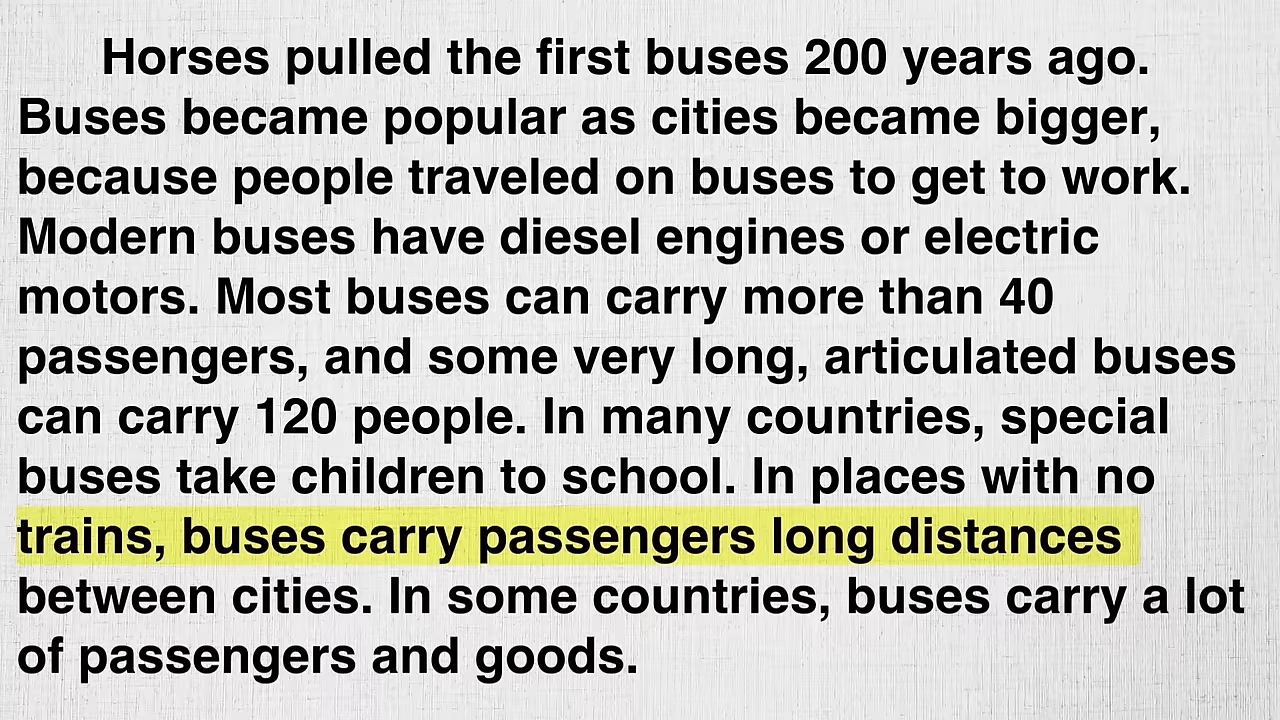 Horses pulled the first buses 200 years ago.
Buses became popular as cities became bigger,
because people traveled on buses to get to work.
Modern buses have diesel engines or electric
motors. Most buses can carry more than 40
passengers, and some very long, articulated buses
can carry 120 people. In many countries, special
buses take children to school. In places with no
trains, buses carry passengers long distances
between cities. In some countries, buses carry a lot
of passengers and goods.